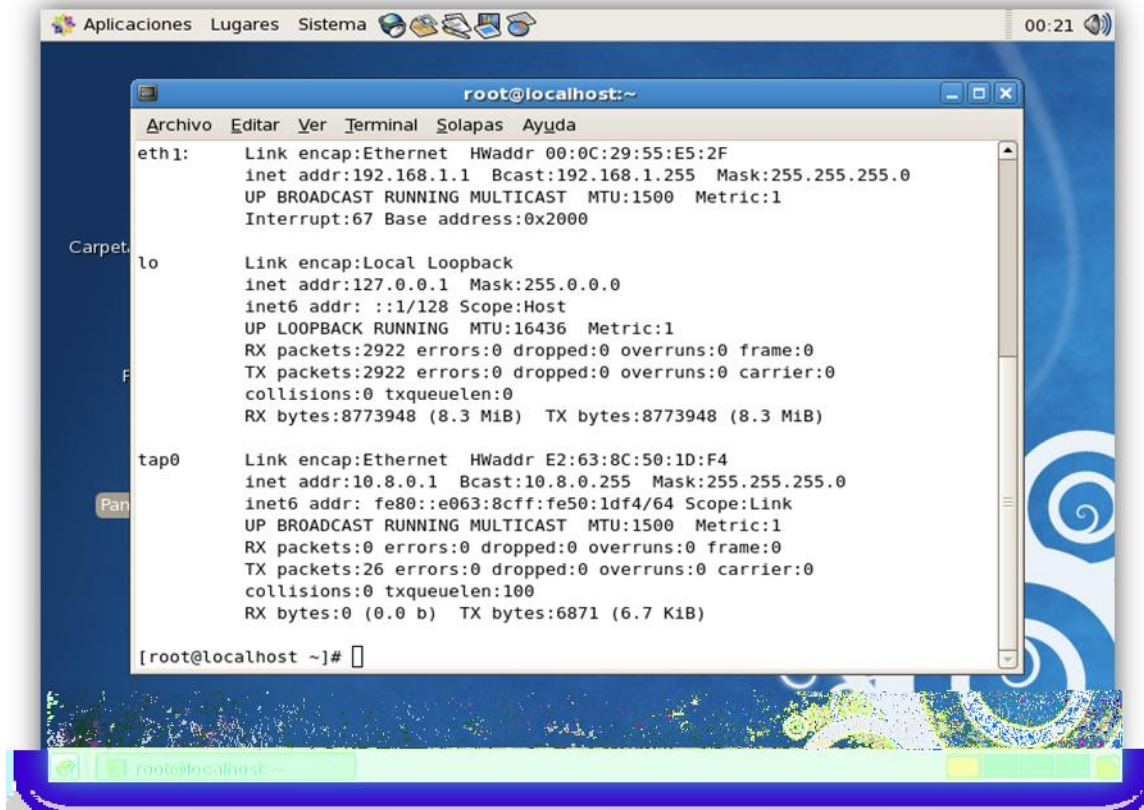 Aplicaciones Lugares Sistema 00:21
root@localhost:~
Archivo Editar Ver Terminal Solapas Ayuda
eth1: Link encap:Ethernet HWaddr 00:0C:29:55:E5:2F
inet addr:192.168.1.1 Bcast:192.168.1.255 Mask:255.255.255.0
UP BROADCAST RUNNING MULTICAST MTU:1500 Metric:1
Interrupt:67 Base address:0x2000
lo Link encap:Local Loopback
inet addr:127.0.0.1 Mask:255.0.0.0
inet6 addr: ::1/128 Scope:Host
UP LOOPBACK RUNNING MTU:16436 Metric:1
RX packets:2922 errors:0 dropped:0 overruns:0 frame:0
TX packets:2922 errors:0 dropped:0 overruns:0 carrier:0
collisions:0 txqueuelen:0
RX bytes:8773948 (8.3 MiB) TX bytes:8773948 (8.3 MiB)
tap0 Link encap:Ethernet HWaddr E2:63:8C:50:1D:F4
inet addr:10.8.0.1 Bcast:10.8.0.255 Mask:255.255.255.0
inet6 addr: fe80::e063:8cff:fe50:1df4/64 Scope:Link
UP BROADCAST RUNNING MULTICAST MTU:1500 Metric:1
RX packets:0 errors:0 dropped:0 overruns:0 frame:0
TX packets:26 errors:0 dropped:0 overruns:0 carrier:0
collisions:0 txqueuelen:100
RX bytes:0 (0.0 b) TX bytes:6871 (6.7 KiB)
[root@localhost ~]#
Carpet
Pan
root@localhost:~